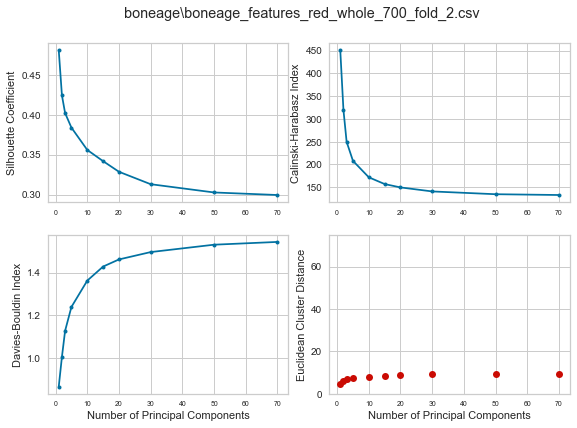 boneage\boneage_features_red_whole_700_fold_2.csv
Silhouette Coefficient
0.45
0.40
0.35
0.30
0 10 20 30 40 50 60 70
Calinski-Harabasz Index
450
400
350
300
250
200
150
0 10 20 30 40 50 60 70
Davies-Bouldin Index
1.4
1.2
1.0
0 10 20 30 40 50 60 70
Number of Principal Components
Euclidean Cluster Distance
60
40
20
0
0 10 20 30 40 50 60 70
Number of Principal Components